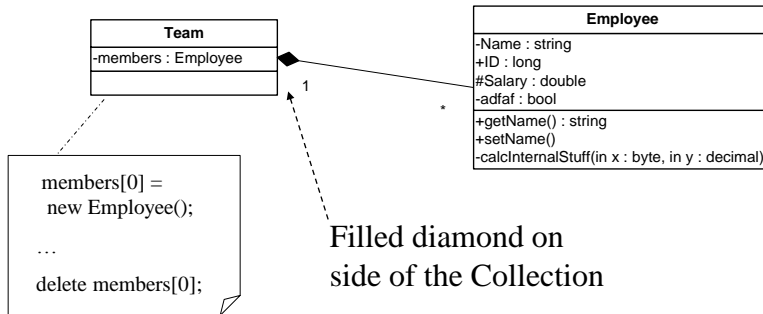 Team
-members : Employee
1
*
Employee
-Name : string
+ID : long
#Salary : double
-adfaf : bool
+getName() : string
+setName()
-calcInternalStuff(in x : byte, in y : decimal)
members[0] =
new Employee();
…
delete members[0];
Filled diamond on
side of the Collection